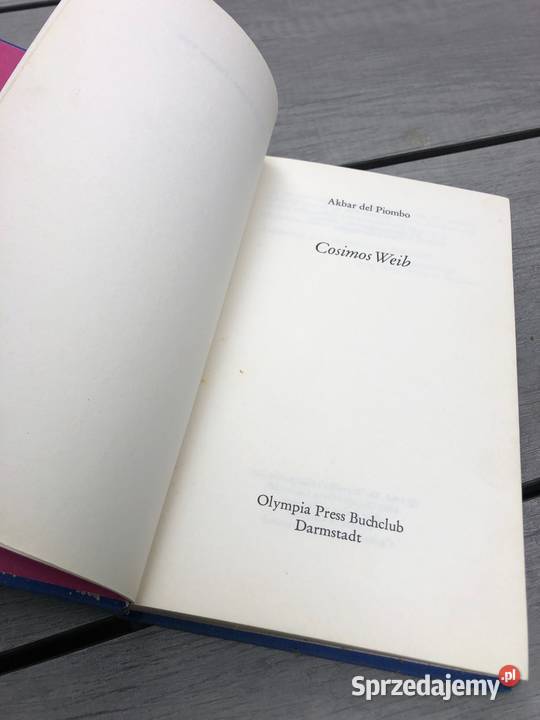 Akbar del Piombo
Cosimos Weib
Olympia Press Buchclub
Darmstadt
Sprzedajemy.pl